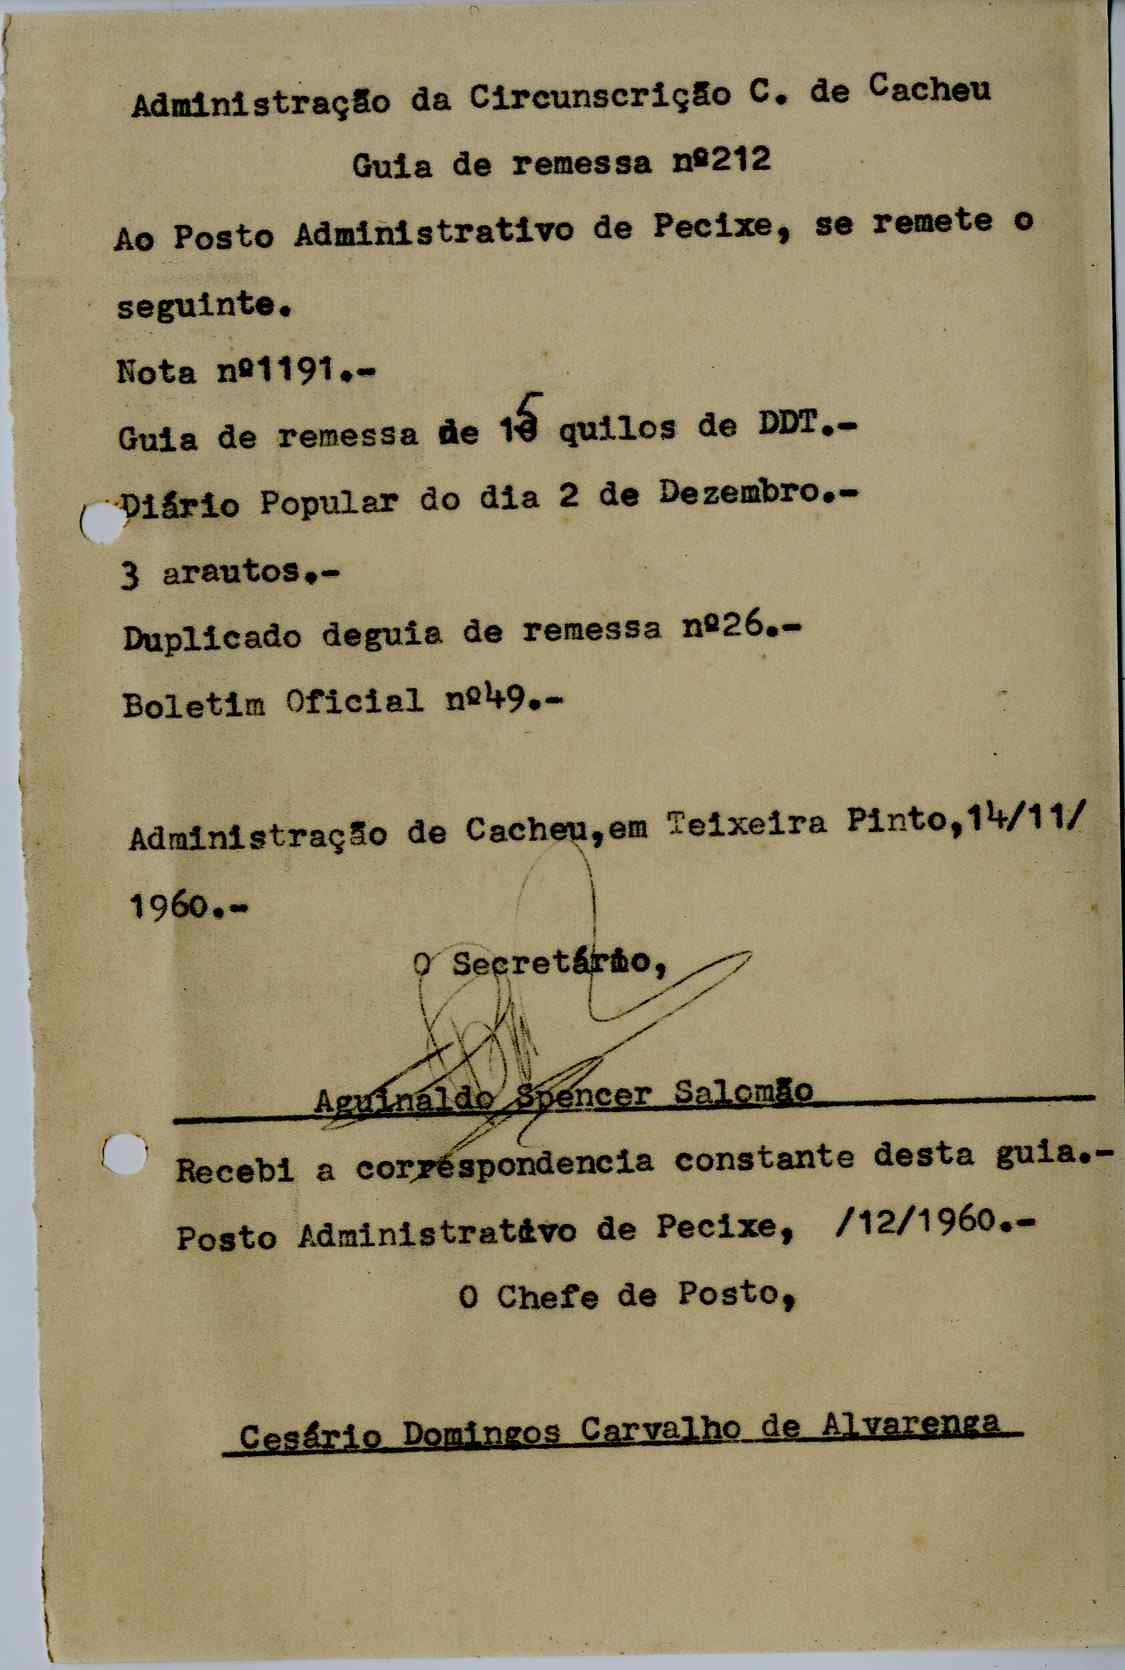 Administração da Circunscrição C. de Cacheu
Guia de remessa nº212
Ao Posto Administrativo de Pecixe, se remete o
seguinte.
Nota nº1191.-
Guia de remessa de 15 quilos de DDT.-
Diário Popular do dia 2 de Dezembro.-
3 arautos.-
Duplicado deguia de remessa nº26.-
Boletim Oficial nº49.-
Administração de Cacheu,em Teixeira Pinto,14/11/
1960.-
O Secretário,
Aguinaldo Spencer Salomão
Recebi a correspondencia constante desta guia.-
Posto Administrativo de Pecixe, /12/1960.-
O Chefe de Posto,
Cesário Domingos Carvalho de Alvarenga